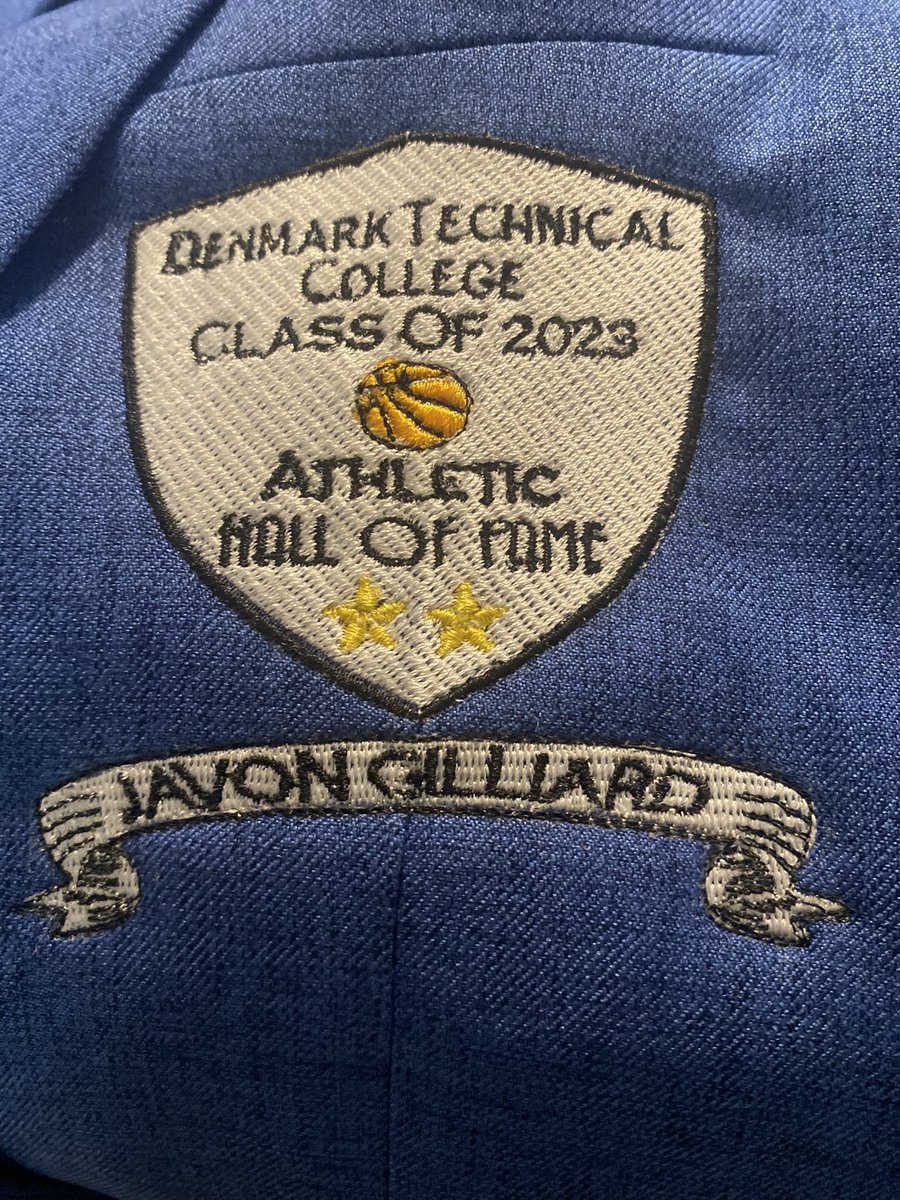 DENMARK TECHNICAL
COLLEGE
CLASS OF 2023
ATHLETIC
HALL OF FAME
JAVON GILLIARD